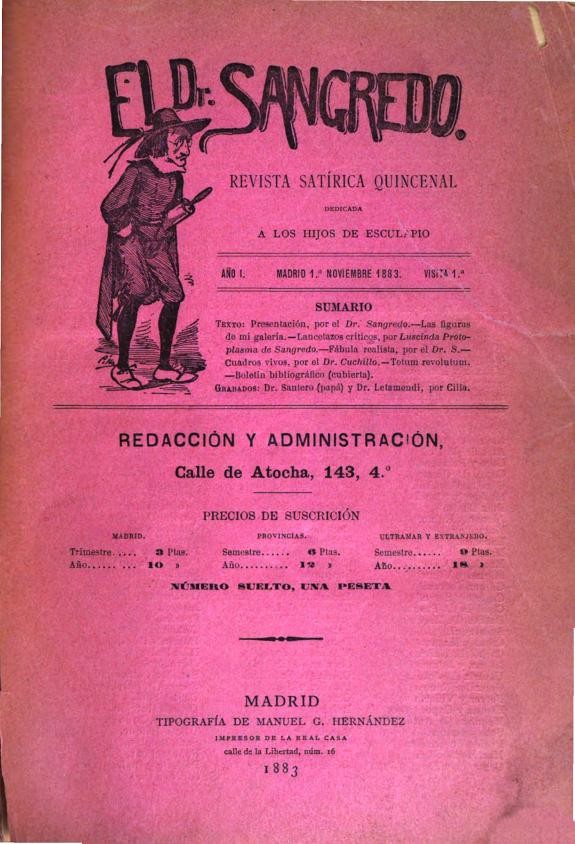 EL Dr. SANGREDO.
REVISTA SATÍRICA QUINCENAL
DEDICADA
A LOS HIJOS DE ESCULAPIO
AÑO I. MADRID 1.º NOVIEMBRE 1883. VISITA 1.ª
SUMARIO
TEXTO: Presentación, por el Dr. Sangredo.—Las figuras
de mi galería.—Lancetazos críticos, por Luscinda Proto-
plasma de Sangredo.—Fábula realista, por el Dr. S.—
Cuadros vivos, por el Dr. Cuchillo.—Totum revolutum.
—Boletín bibliográfico (cubierta).
GRABADOS: Dr. Santero (papá) y Dr. Letamendi, por Cilla.
REDACCIÓN Y ADMINISTRACIÓN,
Calle de Atocha, 143, 4.º
PRECIOS DE SUSCRICIÓN
MADRID. PROVINCIAS. ULTRAMAR Y EXTRANJERO.
Trimestre..... 3 Ptas. Semestre...... 6 Ptas. Semestre...... 9 Ptas.
Año......... 10 » Año.......... 12 » Año.......... 18 »
NÚMERO SUELTO, UNA PESETA
MADRID
TIPOGRAFÍA DE MANUEL G. HERNÁNDEZ
IMPRESOR DE LA REAL CASA
calle de la Libertad, núm. 16
1883